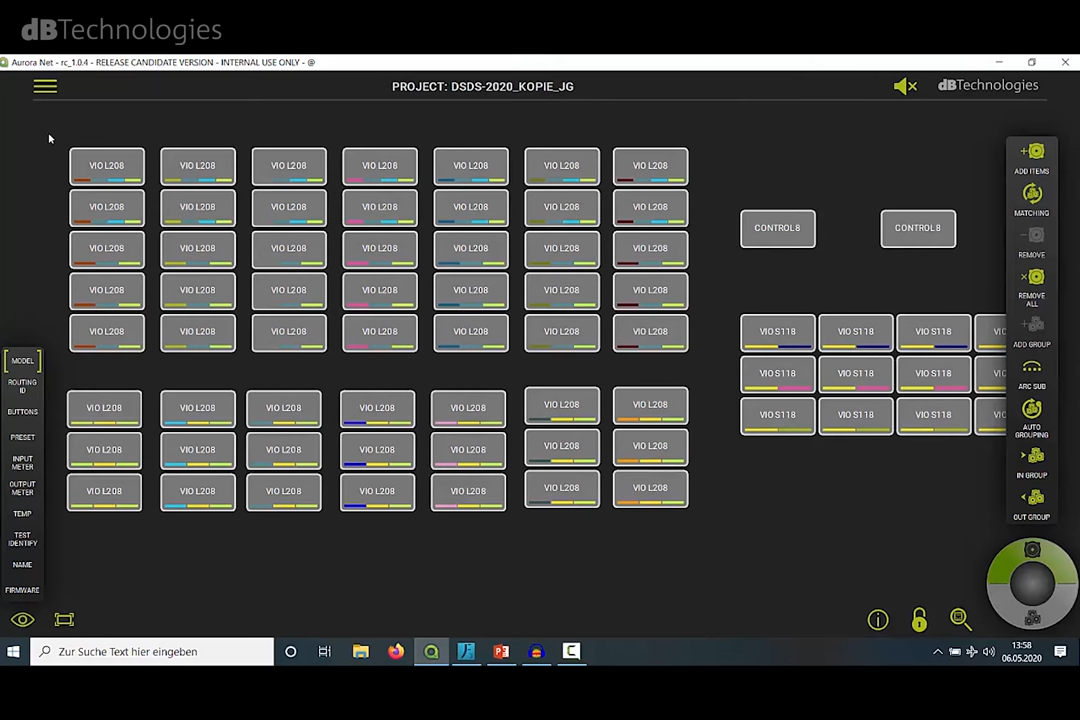 dBTechnologies
Aurora Net - rc_1.0.4 - RELEASE CANDIDATE VERSION - INTERNAL USE ONLY - @
PROJECT: DSDS-2020_KOPIE_JG
dBTechnologies
VIO L208 VIO L208 VIO L208 VIO L208 VIO L208 VIO L208 VIO L208
VIO L208 VIO L208 VIO L208 VIO L208 VIO L208 VIO L208 VIO L208
VIO L208 VIO L208 VIO L208 VIO L208 VIO L208 VIO L208 VIO L208
VIO L208 VIO L208 VIO L208 VIO L208 VIO L208 VIO L208 VIO L208
VIO L208 VIO L208 VIO L208 VIO L208 VIO L208 VIO L208 VIO L208
VIO L208 VIO L208 VIO L208 VIO L208 VIO L208 VIO L208 VIO L208
VIO L208 VIO L208 VIO L208 VIO L208 VIO L208 VIO L208 VIO L208
VIO L208 VIO L208 VIO L208 VIO L208 VIO L208 VIO L208 VIO L208
CONTROL8 CONTROL8
VIO S118 VIO S118 VIO S118
VIO S118 VIO S118 VIO S118
VIO S118 VIO S118 VIO S118
MODEL
ROUTING
ID
BUTTONS
PRESET
INPUT
METER
OUTPUT
METER
TEMP
TEST
IDENTIFY
NAME
FIRMWARE
ADD ITEMS
MATCHING
REMOVE
REMOVE
ALL
ADD GROUP
ARC SUB
AUTO
GROUPING
IN GROUP
OUT GROUP
Zur Suche Text hier eingeben
13:58
06.05.2020